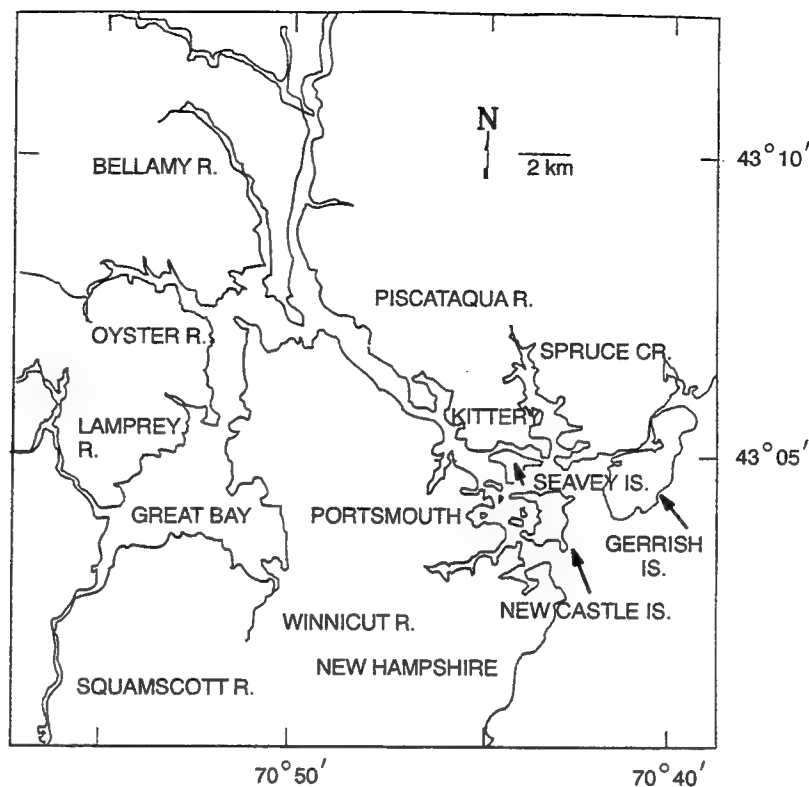 N
2 km
43° 10′
BELLAMY R.
PISCATAQUA R.
OYSTER R.
SPRUCE CR.
KITTERY
LAMPREY
R.
43° 05′
SEAVEY IS.
GREAT BAY
PORTSMOUTH
GERRISH
IS.
NEW CASTLE IS.
WINNICUT R.
NEW HAMPSHIRE
SQUAMSCOTT R.
70° 50′
70° 40′